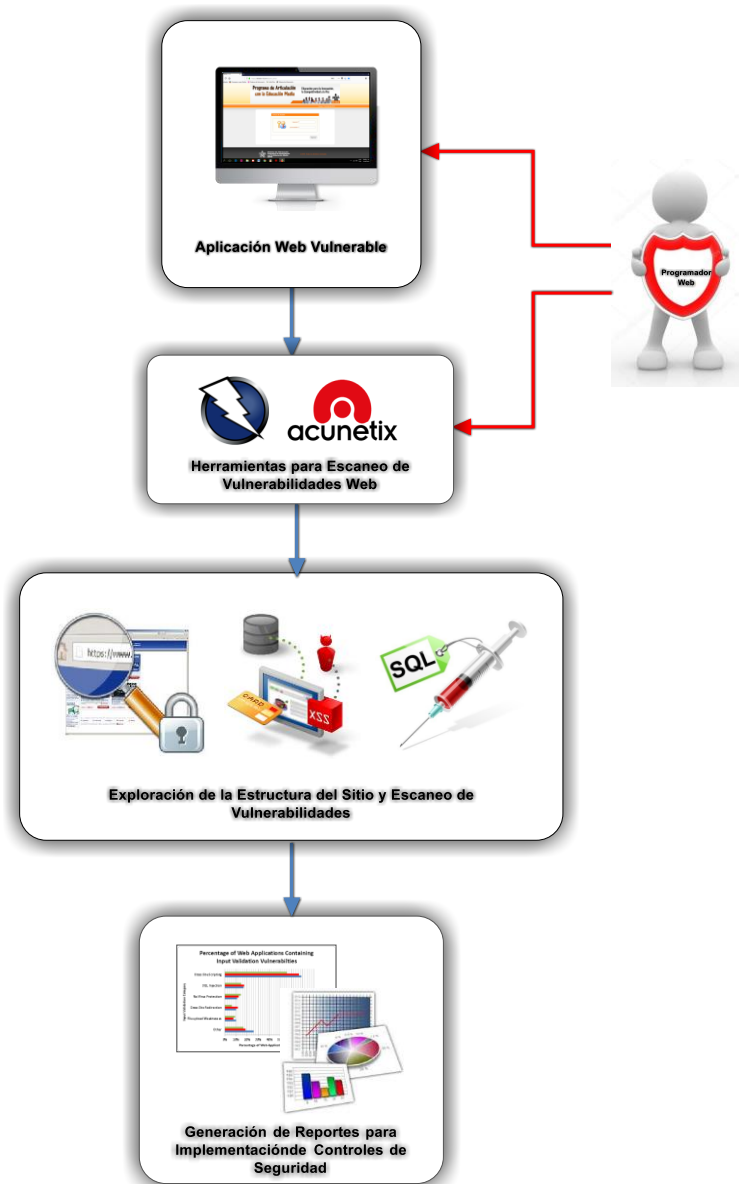 Programa de Articulación
con la Educación Media
Aplicación Web Vulnerable
Programador
Web
acunetix
Herramientas para Escaneo de
Vulnerabilidades Web
https://www.
CARD
XSS
SQL
Exploración de la Estructura del Sitio y Escaneo de
Vulnerabilidades
Percentage of Web Applications Containing
Input Validation Vulnerabilities
SQL Injection
Generación de Reportes para
Implementaciónde Controles de
Seguridad